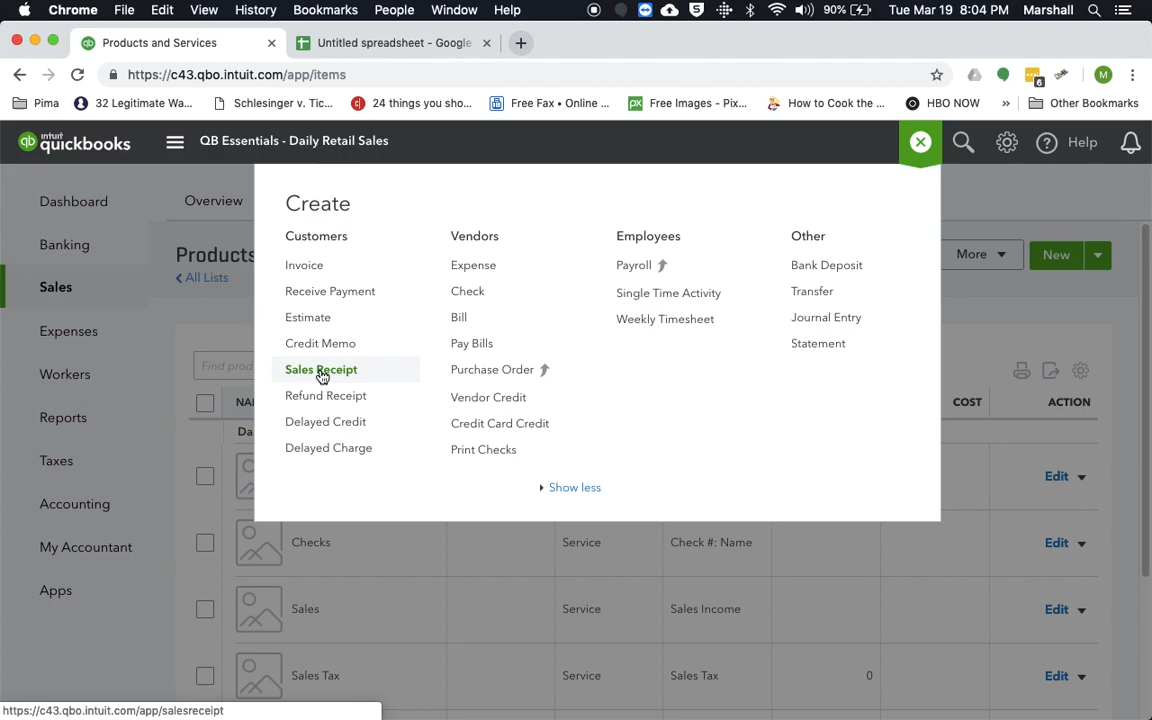 Chrome File Edit View History Bookmarks People Window Help 90% Tue Mar 19 8:04 PM Marshall
Products and Services Untitled spreadsheet - Google
https://c43.qbo.intuit.com/app/items 6 M
Pima 32 Legitimate Wa... Schlesinger v. Tic... 24 things you sho... Free Fax • Online ... Free Images - Pix... How to Cook the ... HBO NOW » Other Bookmarks
qb intuit quickbooks QB Essentials - Daily Retail Sales Help
Create
Dashboard
Overview
Customers Vendors Employees Other
Banking
Products
More
New
Invoice Expense Payroll Bank Deposit
All Lists
Sales
Receive Payment Check Single Time Activity Transfer
Estimate Bill Weekly Timesheet Journal Entry
Expenses
Credit Memo Pay Bills Statement
Find prod
Sales Receipt Purchase Order
Workers
Refund Receipt Vendor Credit
NA COST ACTION
Reports
Delayed Credit Credit Card Credit
Da
Delayed Charge Print Checks
Taxes
Edit
Show less
Accounting
Checks Service Check #: Name Edit
My Accountant
Apps
Sales Service Sales Income Edit
Sales Tax Service Sales Tax 0 Edit
https://c43.qbo.intuit.com/app/salesreceipt